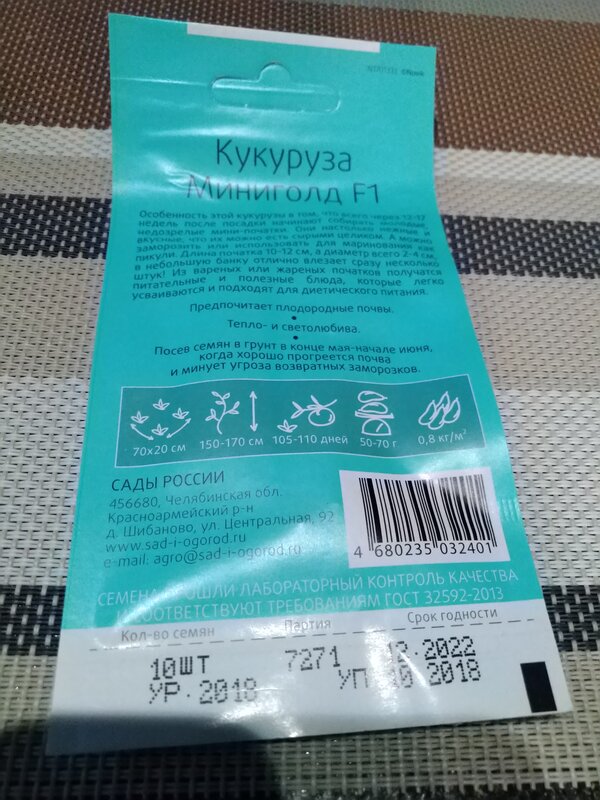 ©Novik
Кукуруза
Миниголд F1
Особенность этой кукурузы в том, что всего через 12-17
недель после посадки начинают собирать молодые,
недозрелые мини-початки. Они настолько нежные и
вкусные, что их можно есть сырыми целиком. А можно
заморозить или использовать для маринования как
пикули. Длина початка 10-12 см, а диаметр всего 2-4 см,
в небольшую банку отлично влезает сразу несколько
штук! Из вареных или жареных початков получатся
питательные и полезные блюда, которые легко
усваиваются и подходят для диетического питания.
Предпочитает плодородные почвы.
•
Тепло- и светолюбива.
•
Посев семян в грунт в конце мая-начале июня,
когда хорошо прогреется почва
и минует угроза возвратных заморозков.
70х20 см 150-170 см 105-110 дней 50-70 г 0,8 кг/м²
САДЫ РОССИИ
456680, Челябинская обл.
Красноармейский р-н
д. Шибаново, ул. Центральная, 92
www.sad-i-ogorod.ru
e-mail: agro@sad-i-ogorod.ru
4 680235 032401
СЕМЕНА ПРОШЛИ ЛАБОРАТОРНЫЙ КОНТРОЛЬ КАЧЕСТВА
И СООТВЕТСТВУЮТ ТРЕБОВАНИЯМ ГОСТ 32592-2013
Кол-во семян Партия Срок годности
10ШТ 7271 12.2022
УР.2018 УП 10 2018